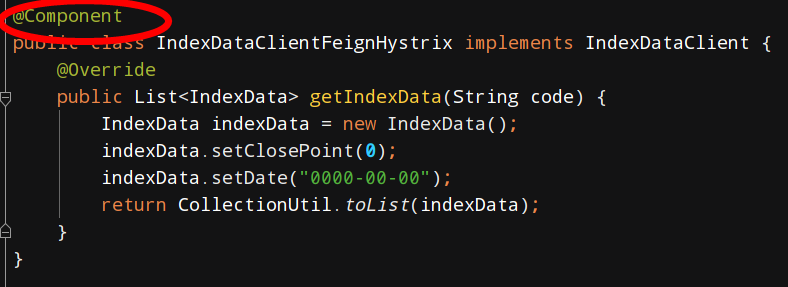 @Component
public class IndexDataClientFeignHystrix implements IndexDataClient {
@Override
public List<IndexData> getIndexData(String code) {
IndexData indexData = new IndexData();
indexData.setClosePoint(0);
indexData.setDate("0000-00-00");
return CollectionUtil.toList(indexData);
}
}